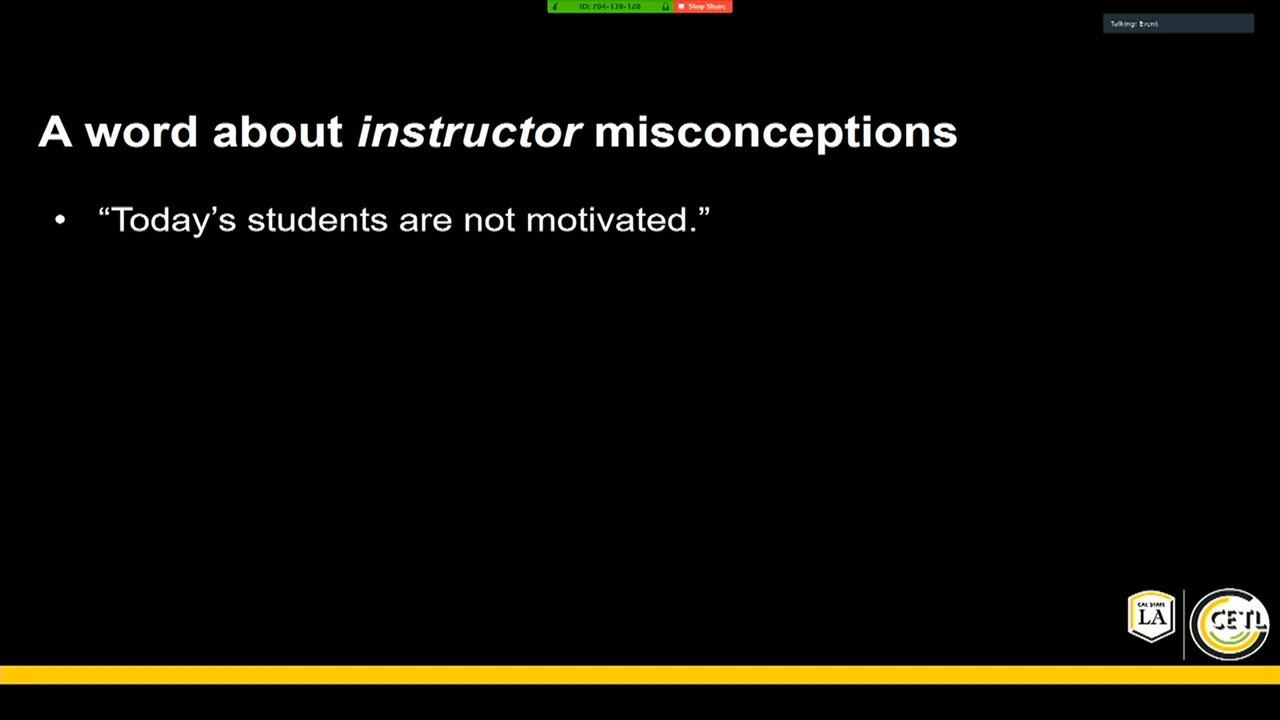 ID: 704-139-128 Stop Share
Talking: Event
A word about instructor misconceptions
• “Today’s students are not motivated.”
CAL STATE
LA
CETL